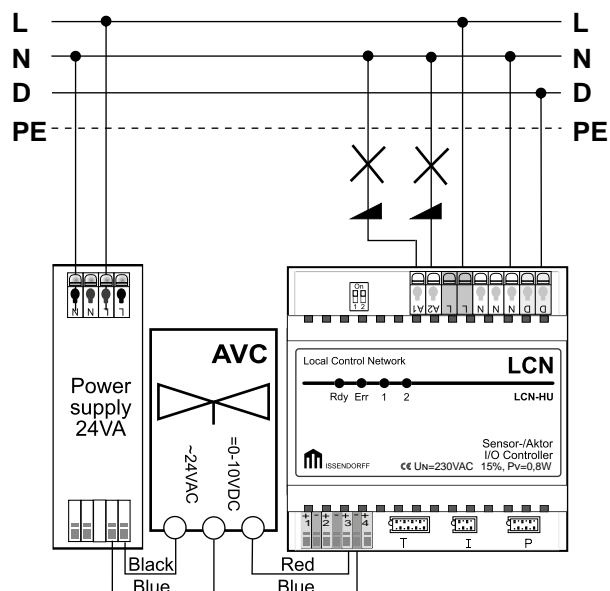 L L
N N
D D
PE PE
On
1 2
N N L L
A1 A2 L L N N N D D
Power
supply
24VA
AVC
~24VAC
=0-10VDC
Local Control Network
LCN
Rdy Err 1 2
LCN-HU
Sensor-/Aktor
I/O Controller
ISSENDORFF
C€ UN=230VAC 15%, Pv=0,8W
+ - + - + - +
1 2 3 4
T I P
Black Red
Blue Blue